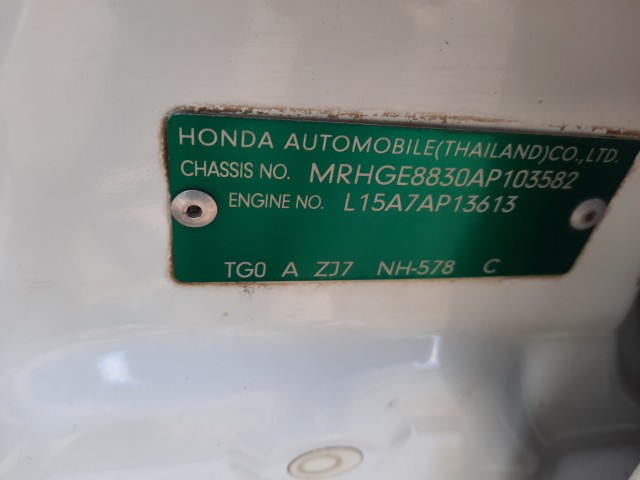 HONDA AUTOMOBILE(THAILAND)CO.,LTD.
CHASSIS NO. MRHGE8830AP103582
ENGINE NO. L15A7AP13613
TG0 A ZJ7 NH-578 C